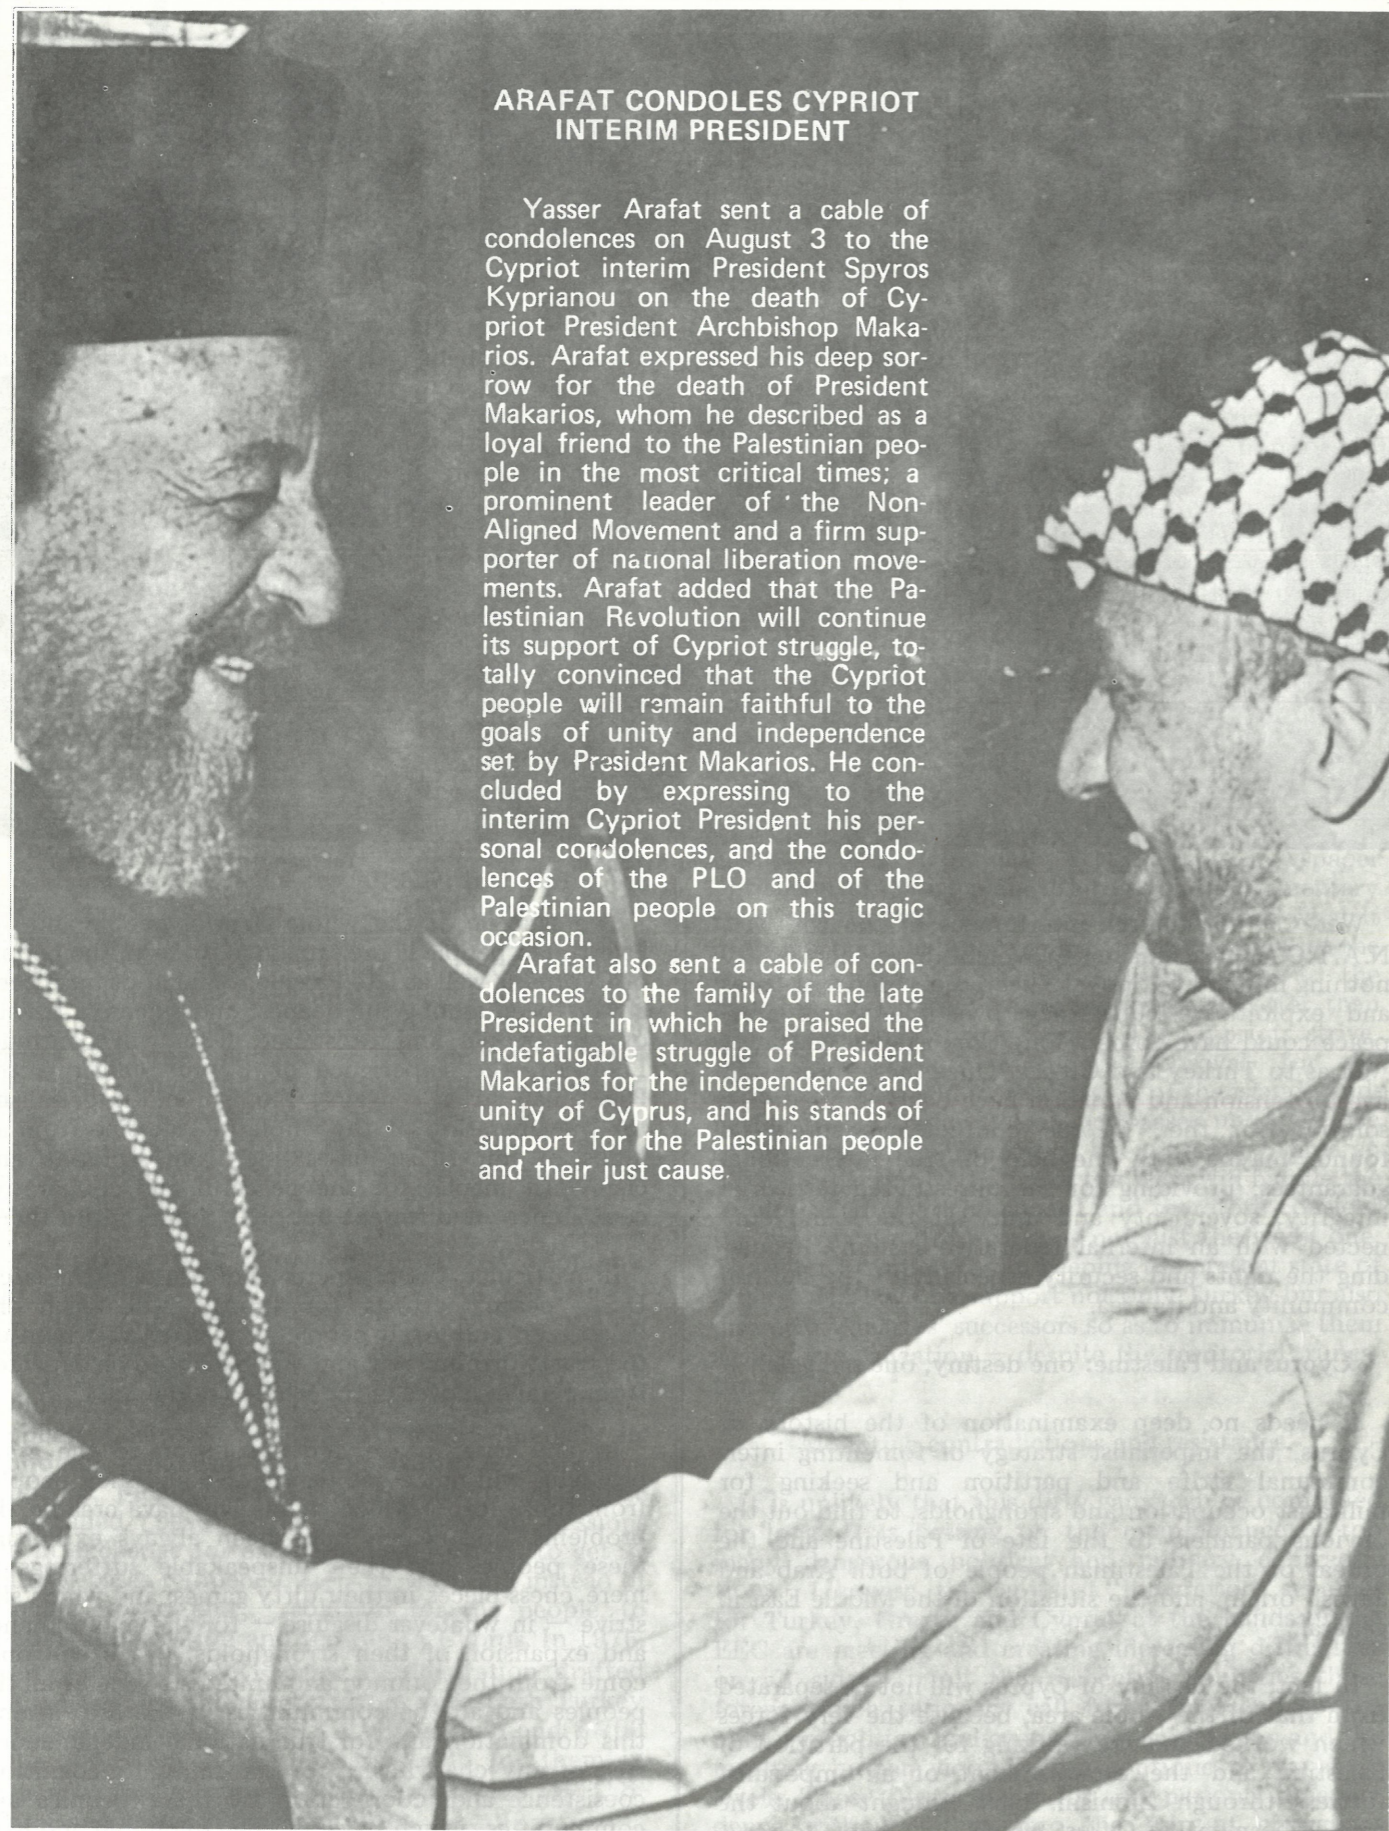 ARAFAT CONDOLES CYPRIOT
INTERIM PRESIDENT
Yasser Arafat sent a cable of
condolences on August 3 to the
Cypriot interim President Spyros
Kyprianou on the death of Cy-
priot President Archbishop Maka-
rios. Arafat expressed his deep sor-
row for the death of President
Makarios, whom he described as a
loyal friend to the Palestinian peo-
ple in the most critical times; a
prominent leader of the Non-
Aligned Movement and a firm sup-
porter of national liberation move-
ments. Arafat added that the Pa-
lestinian Revolution will continue
its support of Cypriot struggle, to-
tally convinced that the Cypriot
people will remain faithful to the
goals of unity and independence
set by President Makarios. He con-
cluded by expressing to the
interim Cypriot President his per-
sonal condolences, and the condo-
lences of the PLO and of the
Palestinian people on this tragic
occasion.
Arafat also sent a cable of con-
dolences to the family of the late
President in which he praised the
indefatigable struggle of President
Makarios for the independence and
unity of Cyprus, and his stands of
support for the Palestinian people
and their just cause.